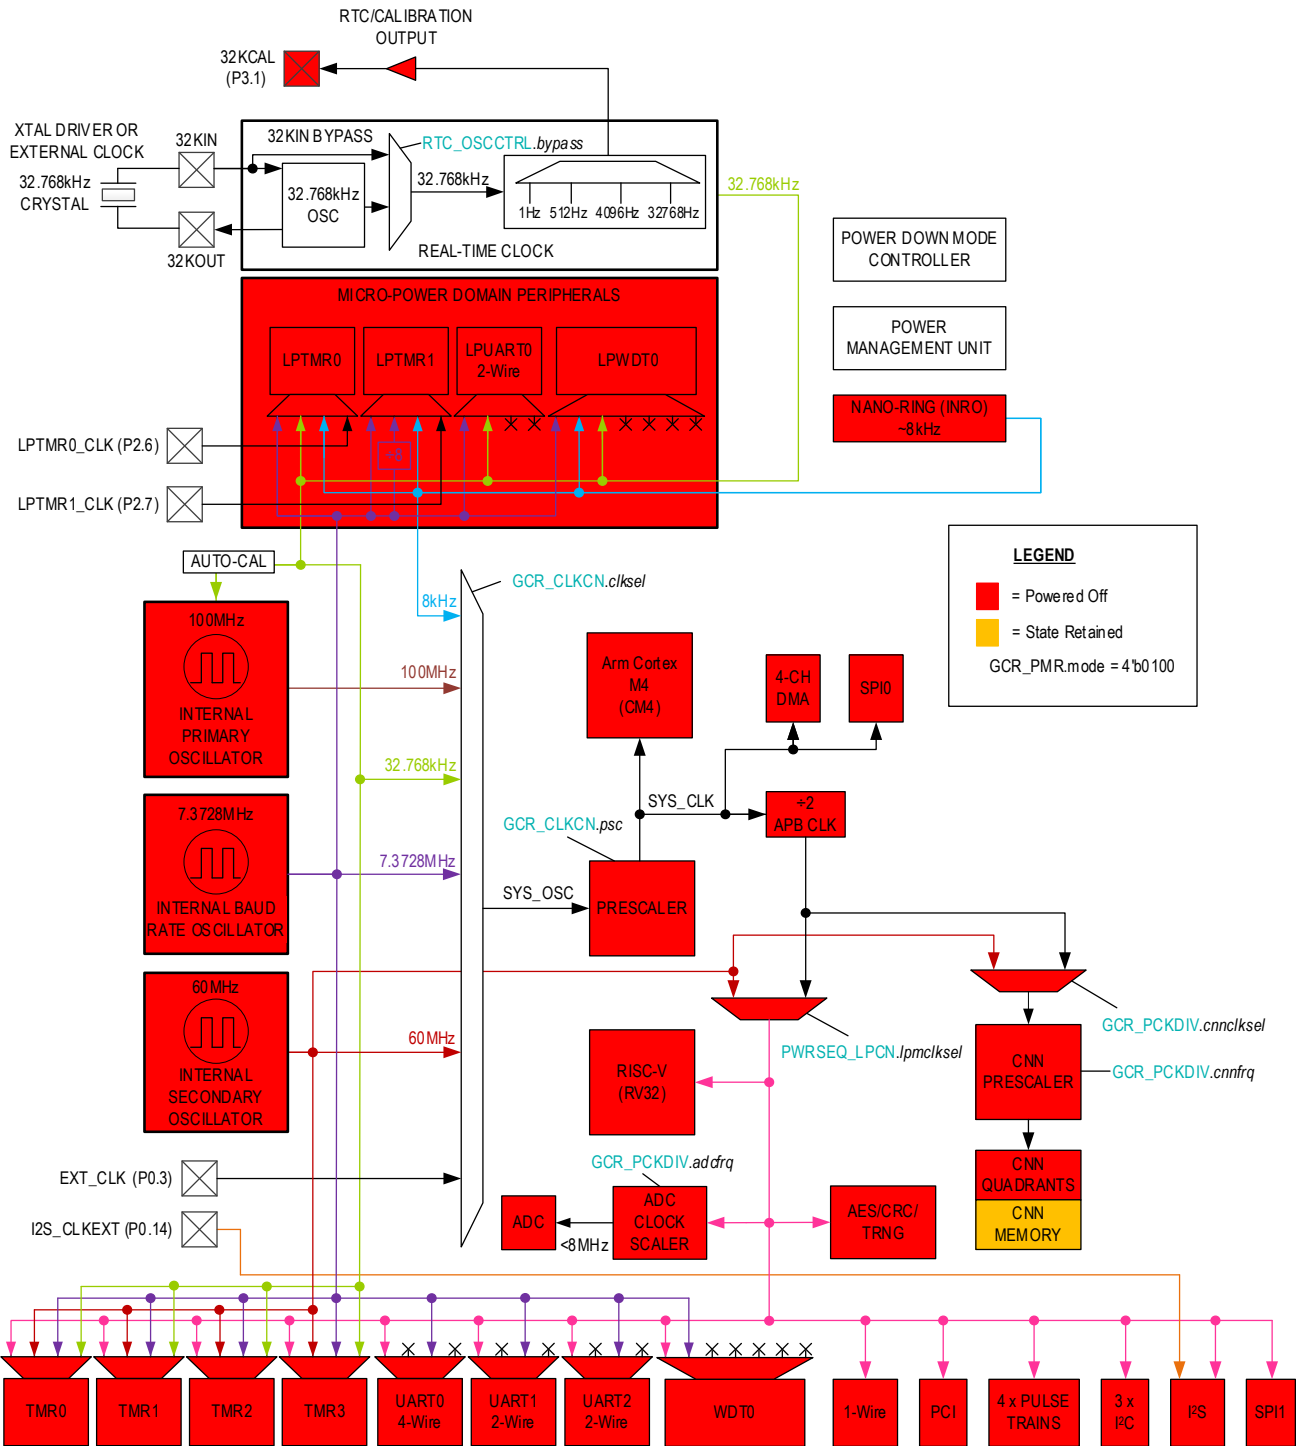 RTC/CALIBRATION
OUTPUT
32KCAL
(P3.1)
XTAL DRIVER OR
EXTERNAL CLOCK
32KIN
32.768kHz
CRYSTAL
32KOUT
32KIN BYPASS
RTC_OSCCTRL.bypass
32.768kHz
OSC
32.768kHz
1Hz 512Hz 4096Hz 32768Hz
REAL-TIME CLOCK
32.768kHz
POWER DOWN MODE
CONTROLLER
POWER
MANAGEMENT UNIT
NANO-RING (INRO)
~8kHz
MICRO-POWER DOMAIN PERIPHERALS
LPTMR0
LPTMR1
LPUART0
2-Wire
LPWDT0
÷8
LPTMR0_CLK (P2.6)
LPTMR1_CLK (P2.7)
LEGEND
= Powered Off
= State Retained
GCR_PMR.mode = 4'b0100
AUTO-CAL
GCR_CLKCN.clksel
8kHz
100MHz
INTERNAL
PRIMARY
OSCILLATOR
100MHz
Arm Cortex
M4
(CM4)
4-CH
DMA
SPI0
32.768kHz
SYS_CLK
÷2
APB CLK
7.3728MHz
INTERNAL BAUD
RATE OSCILLATOR
GCR_CLKCN.psc
7.3728MHz
SYS_OSC
PRESCALER
60MHz
INTERNAL
SECONDARY
OSCILLATOR
60MHz
GCR_PCKDIV.cnnclksel
PWRSEQ_LPCN.lpmclksel
RISC-V
(RV32)
CNN
PRESCALER
GCR_PCKDIV.cnnfrq
EXT_CLK (P0.3)
GCR_PCKDIV.adcfrq
CNN
QUADRANTS
CNN
MEMORY
I2S_CLKEXT (P0.14)
ADC
<8MHz
ADC
CLOCK
SCALER
AES/CRC/
TRNG
TMR0
TMR1
TMR2
TMR3
UART0
4-Wire
UART1
2-Wire
UART2
2-Wire
WDT0
1-Wire
PCI
4 x PULSE
TRAINS
3 x
I²C
I²S
SPI1